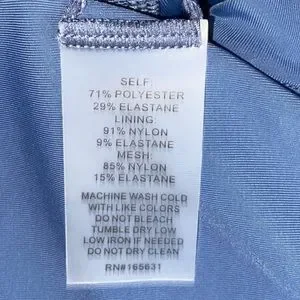 SELF:
71% POLYESTER
29% ELASTANE
LINING:
91% NYLON
9% ELASTANE
MESH:
85% NYLON
15% ELASTANE
MACHINE WASH COLD
WITH LIKE COLORS
DO NOT BLEACH
TUMBLE DRY LOW
LOW IRON IF NEEDED
DO NOT DRY CLEAN
RN#165631